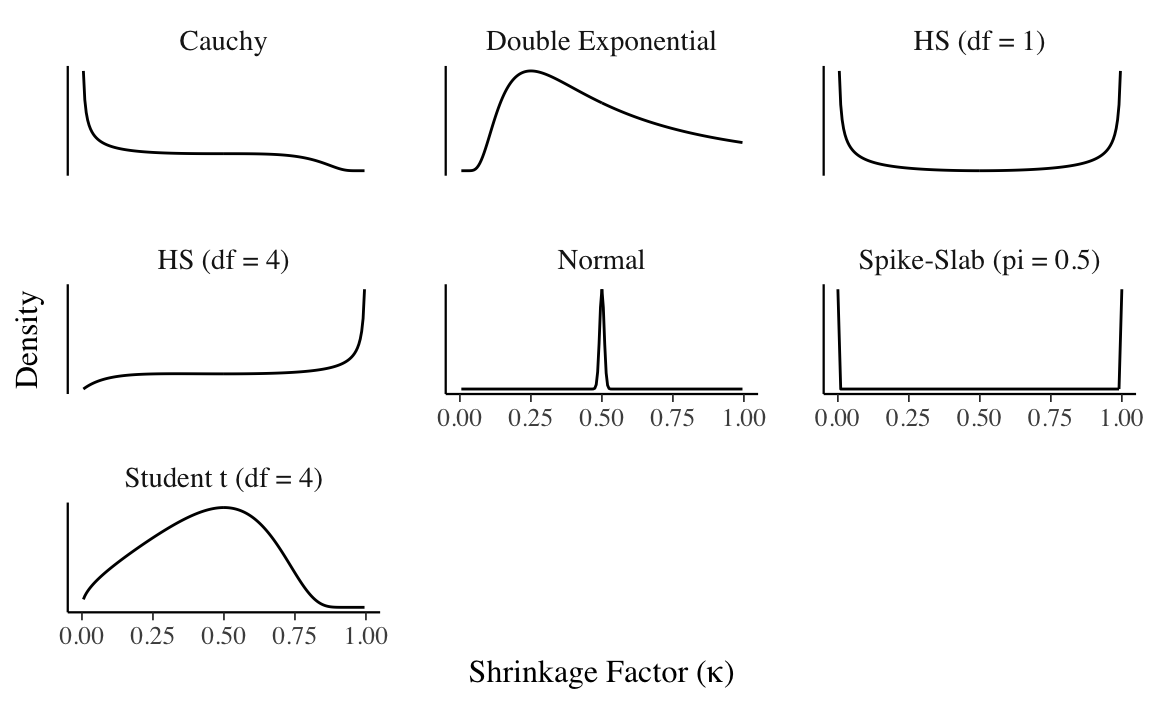 Cauchy
Double Exponential
HS (df = 1)
HS (df = 4)
Normal
Spike-Slab (pi = 0.5)
Density
0.00 0.25 0.50 0.75 1.00
0.00 0.25 0.50 0.75 1.00
Student t (df = 4)
0.00 0.25 0.50 0.75 1.00
Shrinkage Factor (κ)